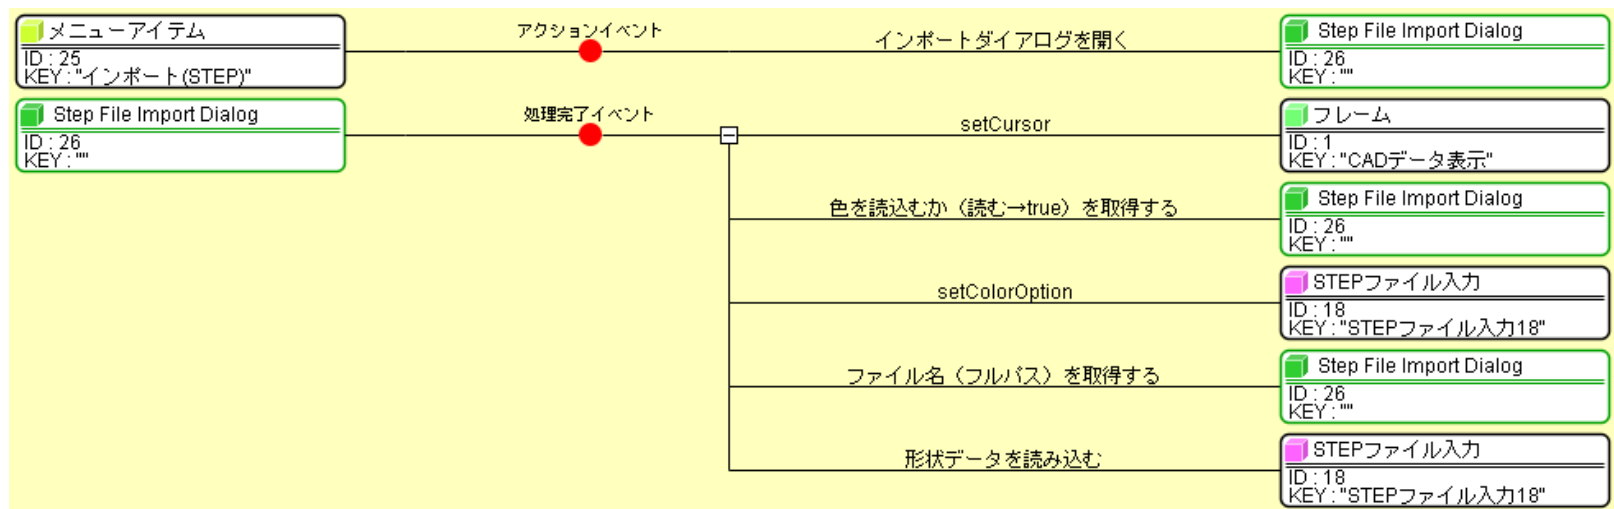 メニューアイテム
ID : 25
KEY : "インポート(STEP)"
アクションイベント
インポートダイアログを開く
Step File Import Dialog
ID : 26
KEY : ""
Step File Import Dialog
ID : 26
KEY : ""
処理完了イベント
setCursor
フレーム
ID : 1
KEY : "CADデータ表示"
色を読込むか（読む→true）を取得する
Step File Import Dialog
ID : 26
KEY : ""
setColorOption
STEPファイル入力
ID : 18
KEY : "STEPファイル入力18"
ファイル名（フルパス）を取得する
Step File Import Dialog
ID : 26
KEY : ""
形状データを読み込む
STEPファイル入力
ID : 18
KEY : "STEPファイル入力18"